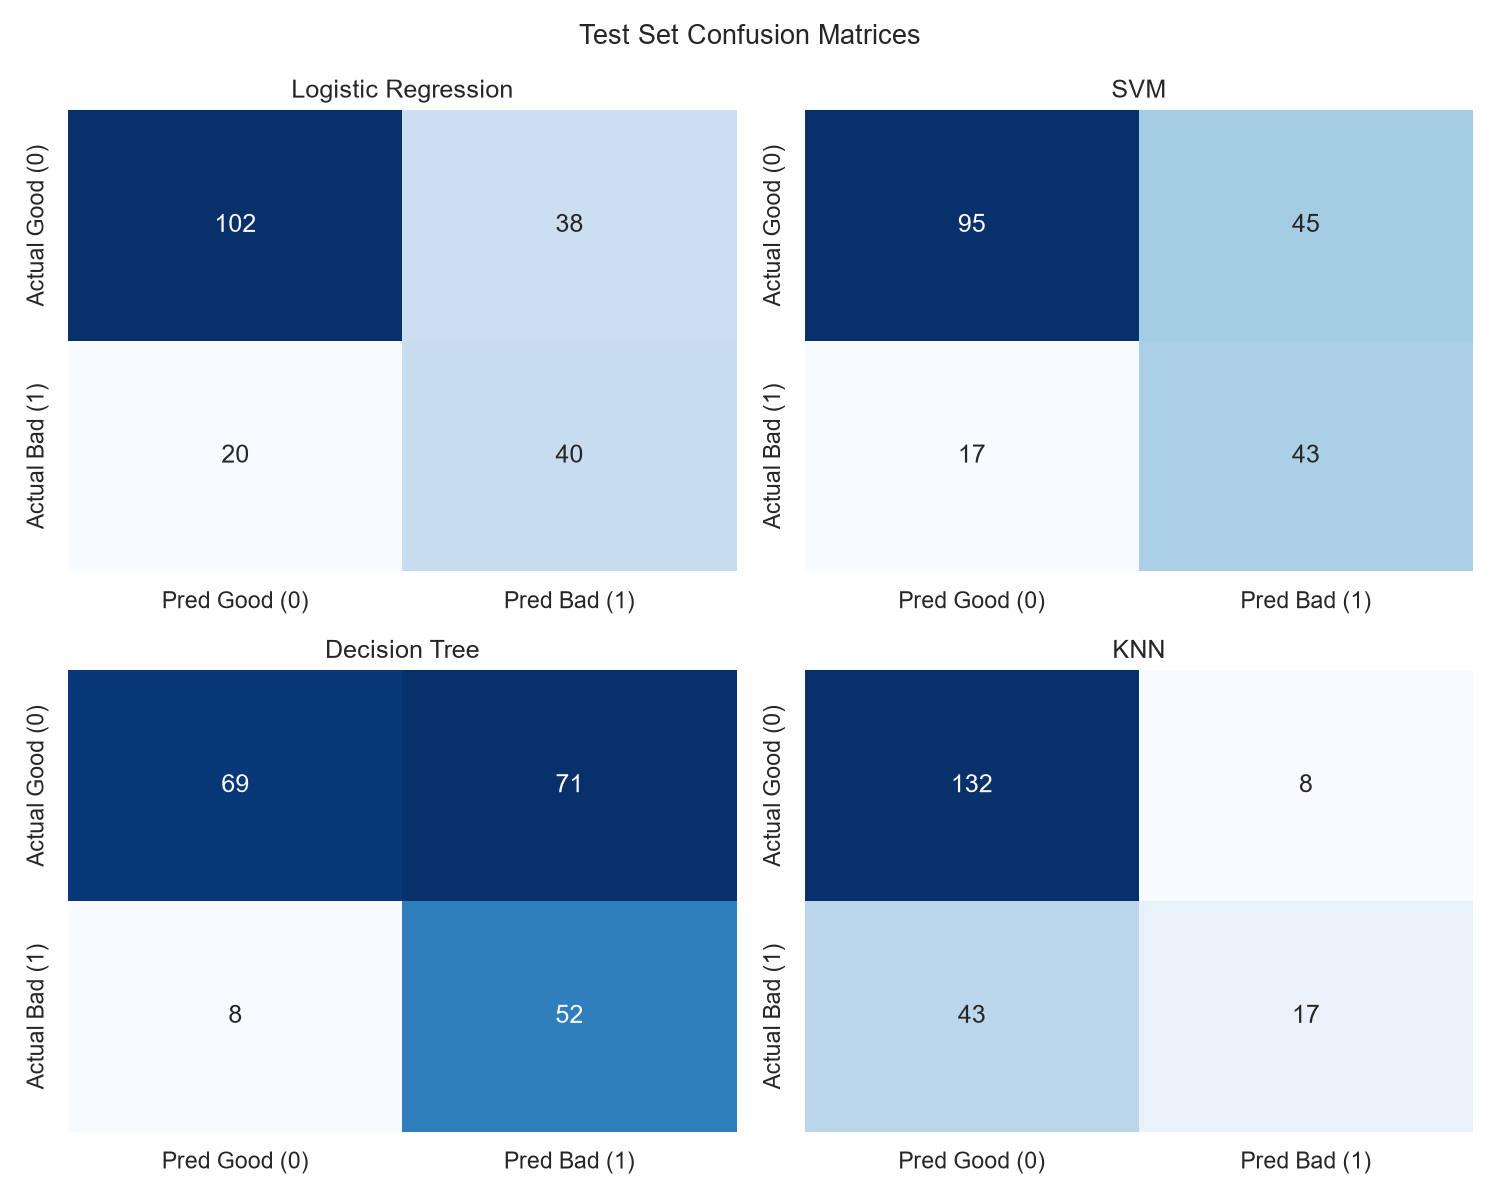 Test Set Confusion Matrices
Logistic Regression
Actual Good (0)
102
38
Actual Bad (1)
20
40
Pred Good (0)
Pred Bad (1)
SVM
Actual Good (0)
95
45
Actual Bad (1)
17
43
Pred Good (0)
Pred Bad (1)
Decision Tree
Actual Good (0)
69
71
Actual Bad (1)
8
52
Pred Good (0)
Pred Bad (1)
KNN
Actual Good (0)
132
8
Actual Bad (1)
43
17
Pred Good (0)
Pred Bad (1)